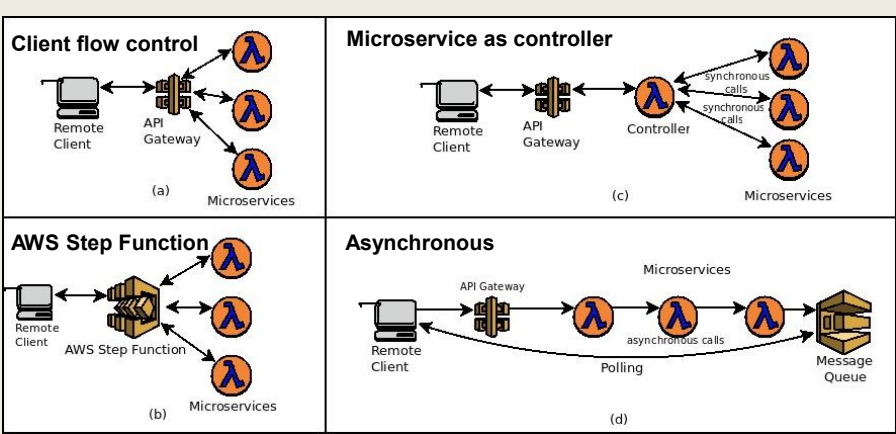 Client flow control
Remote
Client
API
Gateway
λ
λ
λ
(a)
Microservices
Microservice as controller
Remote
Client
API
Gateway
λ
Controller
synchronous
calls
synchronous
calls
λ
λ
λ
(c)
Microservices
AWS Step Function
Remote
Client
AWS Step Function
λ
λ
λ
(b)
Microservices
Asynchronous
Microservices
API Gateway
λ
λ
λ
asynchronous calls
Remote
Client
Polling
Message
Queue
(d)